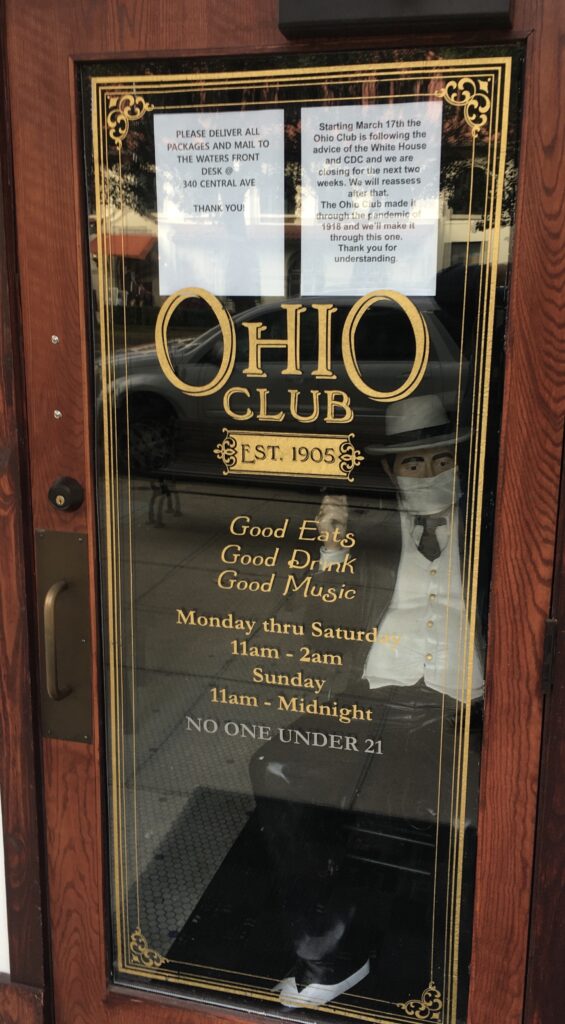 PLEASE DELIVER ALL
PACKAGES AND MAIL TO
THE WATERS FRONT
DESK @
340 CENTRAL AVE
THANK YOU!
Starting March 17th the
Ohio Club is following the
advice of the White House
and CDC and we are
closing for the next two
weeks. We will reassess
after that.
The Ohio Club made it
through the pandemic of
1918 and we'll make it
through this one.
Thank you for
understanding.
OHIO
CLUB
EST. 1905
Good Eats
Good Drink
Good Music
Monday thru Saturday
11am - 2am
Sunday
11am - Midnight
NO ONE UNDER 21